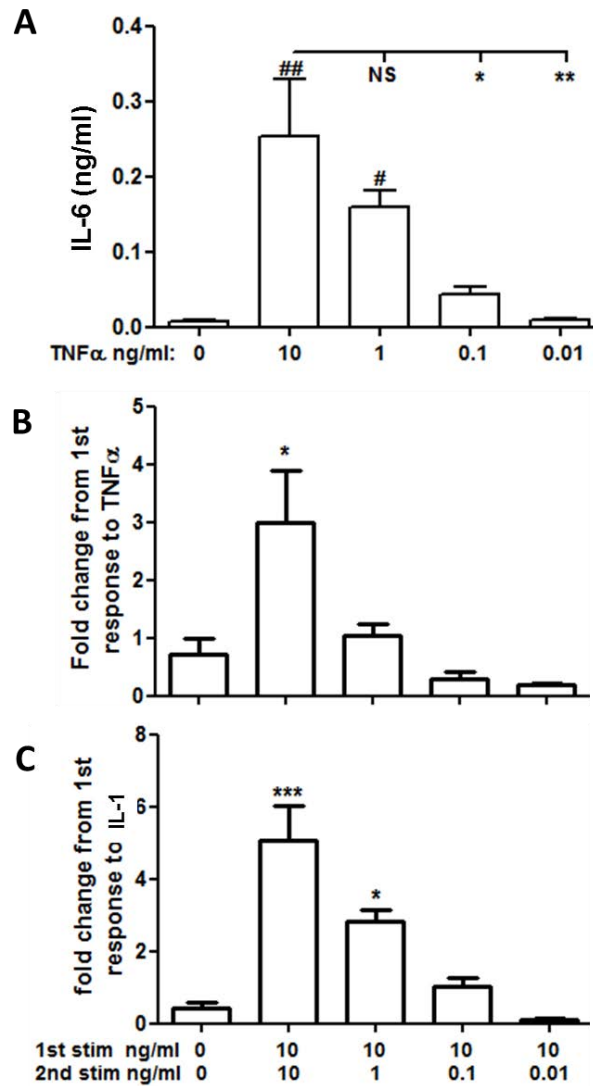 A
IL-6 (ng/ml)
0.4
0.3
0.2
0.1
0.0
## NS * **
#
TNFα ng/ml: 0 10 1 0.1 0.01
B
Fold change from 1st
response to TNFα
5
4
3
2
1
0
*
C
fold change from 1st
response to IL-1
8
6
4
2
0
***
*
1st stim ng/ml 0 10 10 10 10
2nd stim ng/ml 0 10 1 0.1 0.01